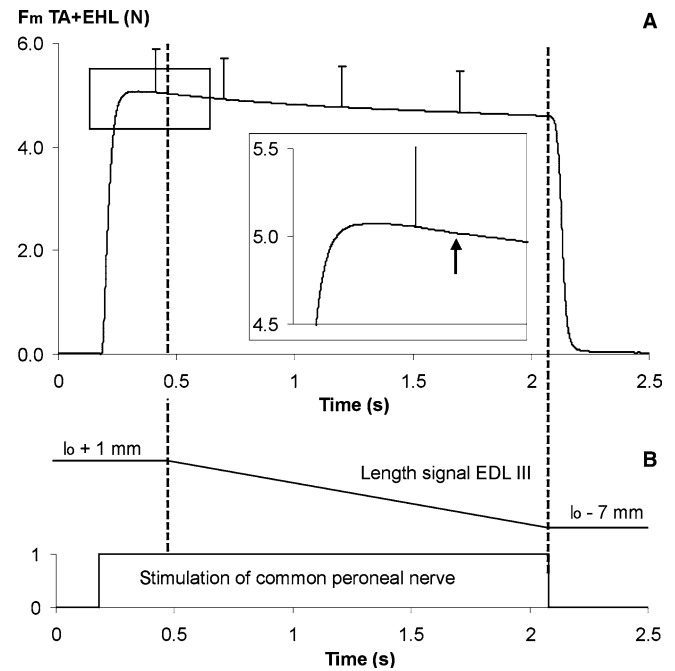 Fm TA+EHL (N)
A
6.0
4.0
2.0
0.0
5.5
5.0
4.5
0 0.5 1 1.5 2 2.5
Time (s)
B
lo + 1 mm
Length signal EDL III
lo - 7 mm
1
0
Stimulation of common peroneal nerve
0 0.5 1 1.5 2 2.5
Time (s)